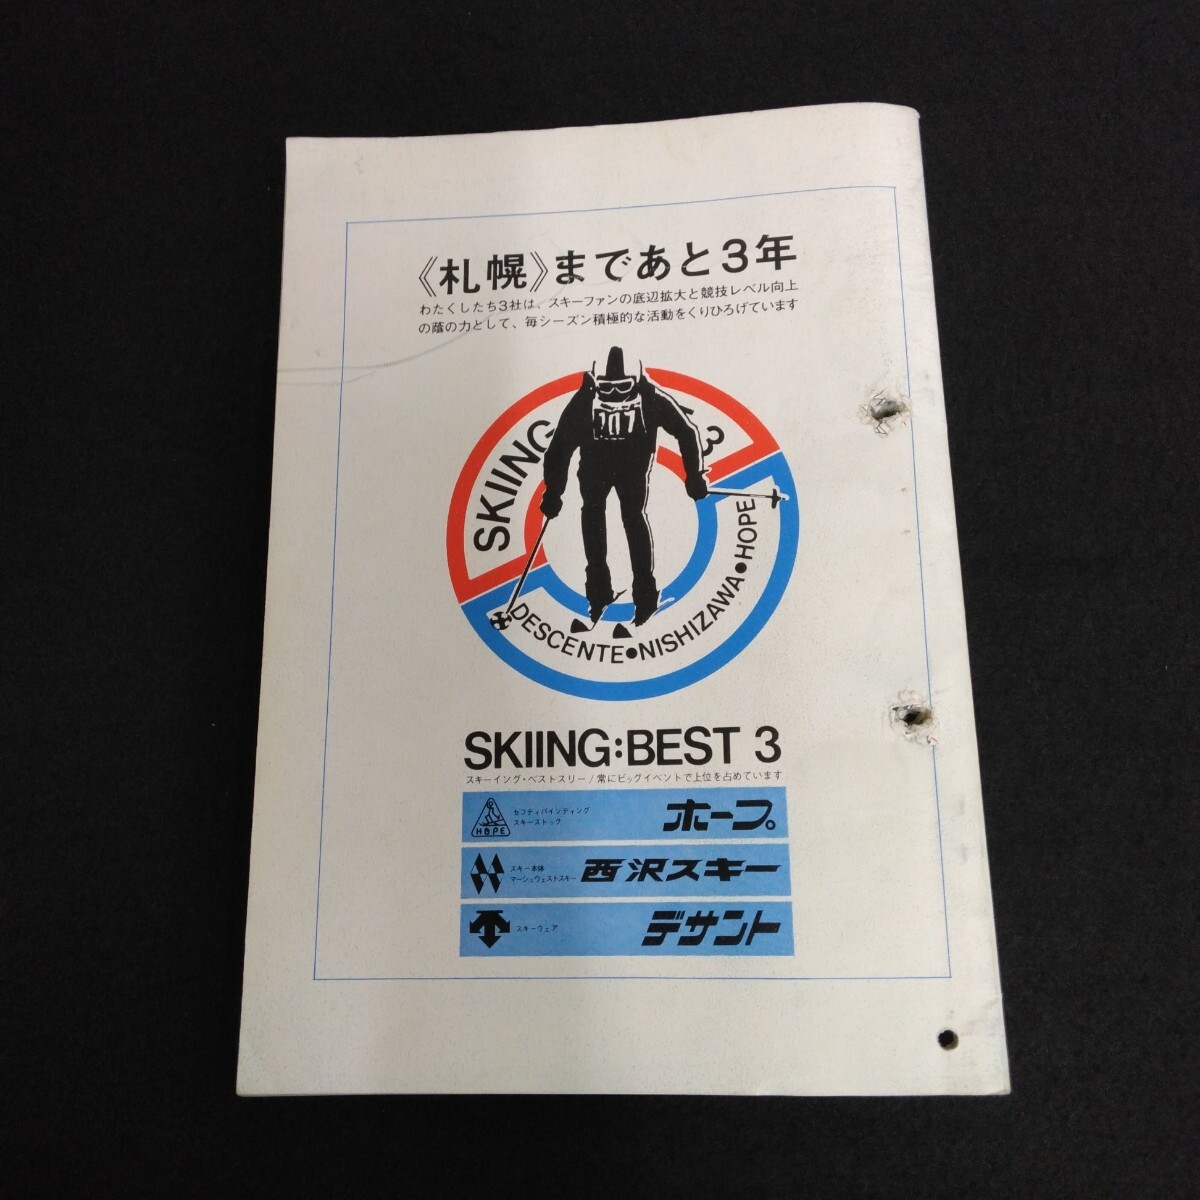 《札幌》まであと3年
わたくしたち3社は、スキーファンの底辺拡大と競技レベル向上
の蔭の力として、毎シーズン積極的な活動をくりひろげています
SKIING
3
107
DESCENTE●NISHIZAWA●HOPE
SKIING:BEST 3
スキーイング・ベストスリー/常にビッグイベントで上位を占めています
HOPE
セフティバインディング
スキーストック
ホープ。
スキー本体
マーシュウェストスキー
西沢スキー
スキーウェア
デサント